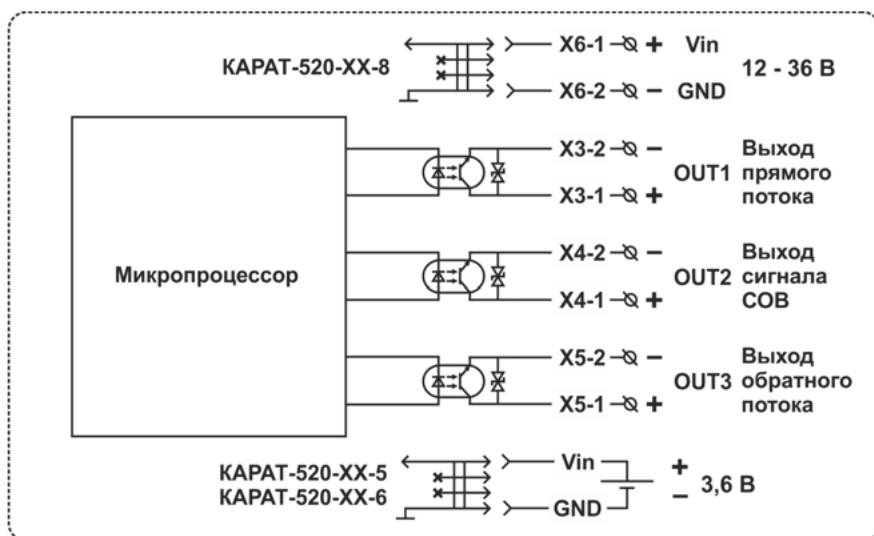 КАРАТ-520-ХХ-8
X6-1 + Vin
12 - 36 В
X6-2 − GND
Микропроцессор
X3-2 −
OUT1
X3-1 +
Выход
прямого
потока
X4-2 −
OUT2
X4-1 +
Выход
сигнала
СОВ
X5-2 −
OUT3
X5-1 +
Выход
обратного
потока
КАРАТ-520-ХХ-5
КАРАТ-520-ХХ-6
Vin
GND
+
−
3,6 В